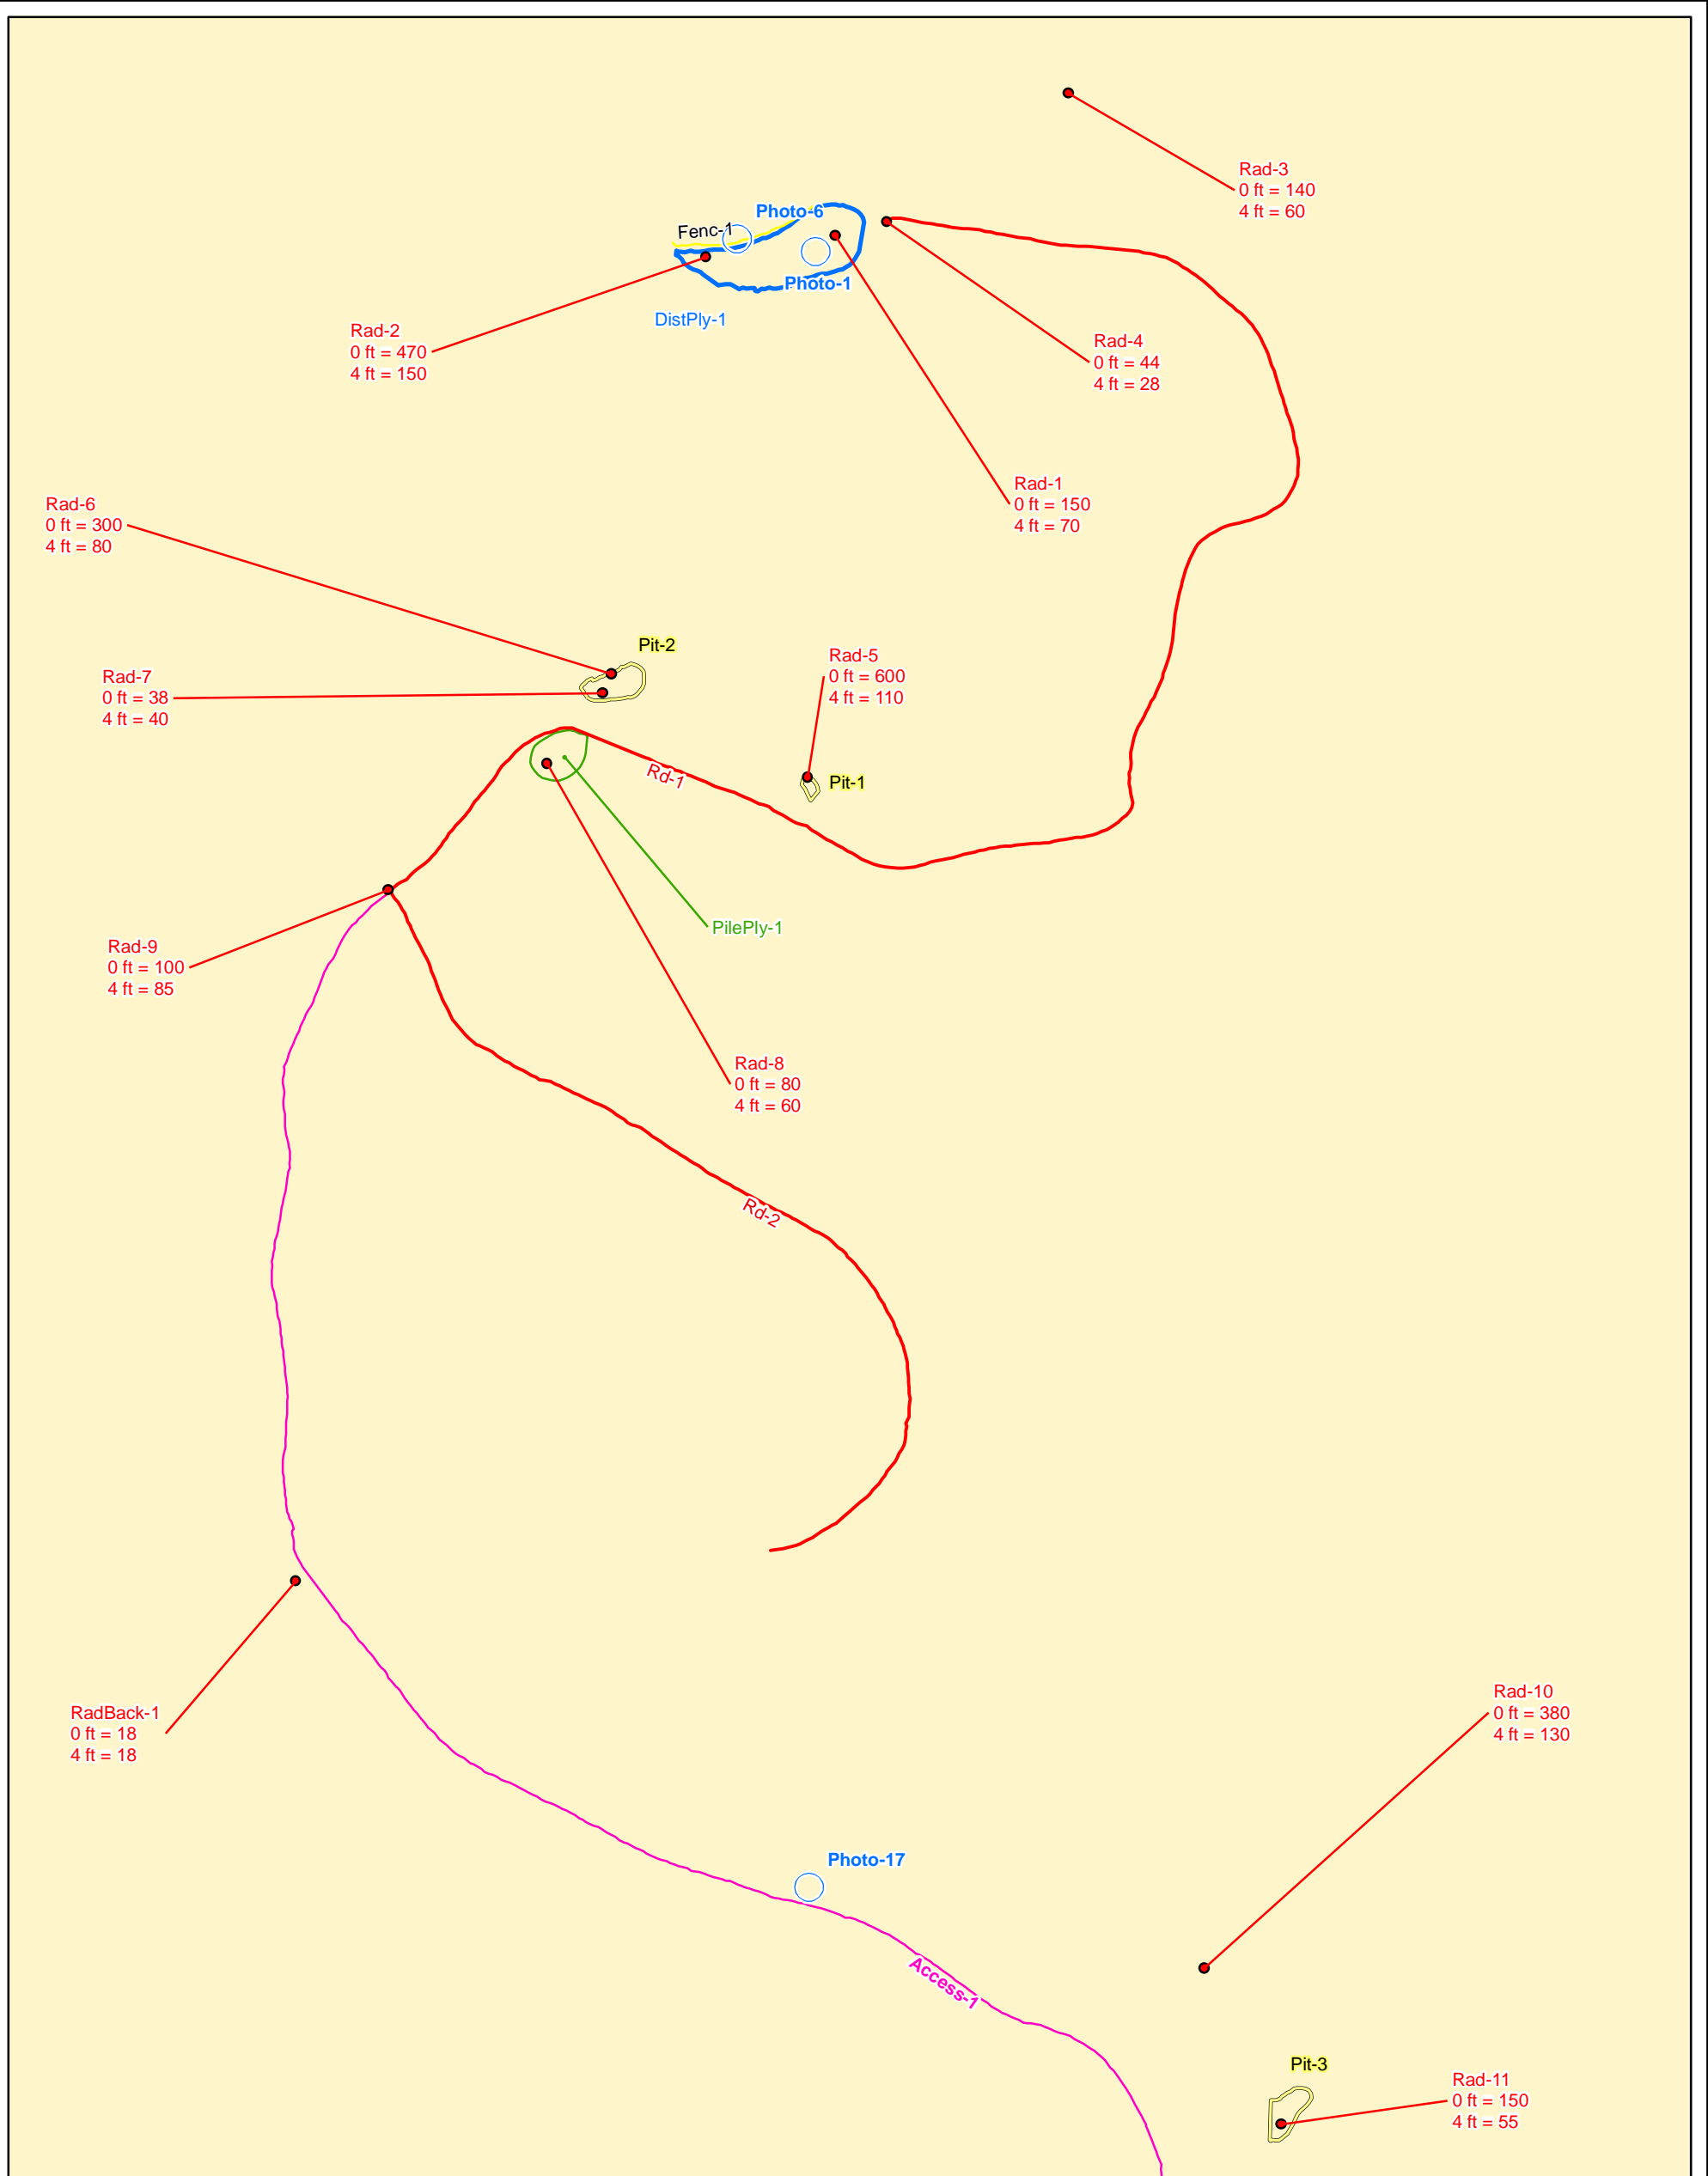 Rad-3
0 ft = 140
4 ft = 60
Photo-6
Fenc-1
Photo-1
DistPly-1
Rad-2
0 ft = 470
4 ft = 150
Rad-4
0 ft = 44
4 ft = 28
Rad-1
0 ft = 150
4 ft = 70
Rad-6
0 ft = 300
4 ft = 80
Pit-2
Rad-5
0 ft = 600
4 ft = 110
Rad-7
0 ft = 38
4 ft = 40
Rd-1
Pit-1
PilePly-1
Rad-9
0 ft = 100
4 ft = 85
Rad-8
0 ft = 80
4 ft = 60
Rd-2
RadBack-1
0 ft = 18
4 ft = 18
Rad-10
0 ft = 380
4 ft = 130
Photo-17
Access-1
Pit-3
Rad-11
0 ft = 150
4 ft = 55